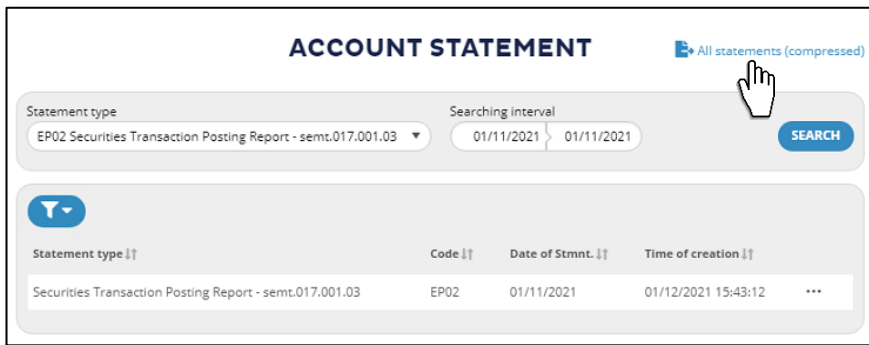 ACCOUNT STATEMENT
All statements (compressed)
Statement type
Searching interval
EP02 Securities Transaction Posting Report - semt.017.001.03
01/11/2021 01/11/2021
SEARCH
Statement type Code Date of Stmnt. Time of creation
Securities Transaction Posting Report - semt.017.001.03 EP02 01/11/2021 01/12/2021 15:43:12 ...